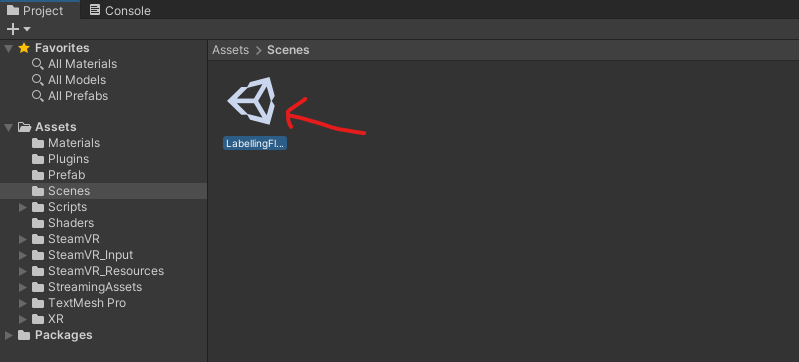 Project
Console
Favorites
All Materials
All Models
All Prefabs
Assets
Materials
Plugins
Prefab
Scenes
Scripts
Shaders
SteamVR
SteamVR_Input
SteamVR_Resources
StreamingAssets
TextMesh Pro
XR
Packages
Assets > Scenes
LabellingFl...